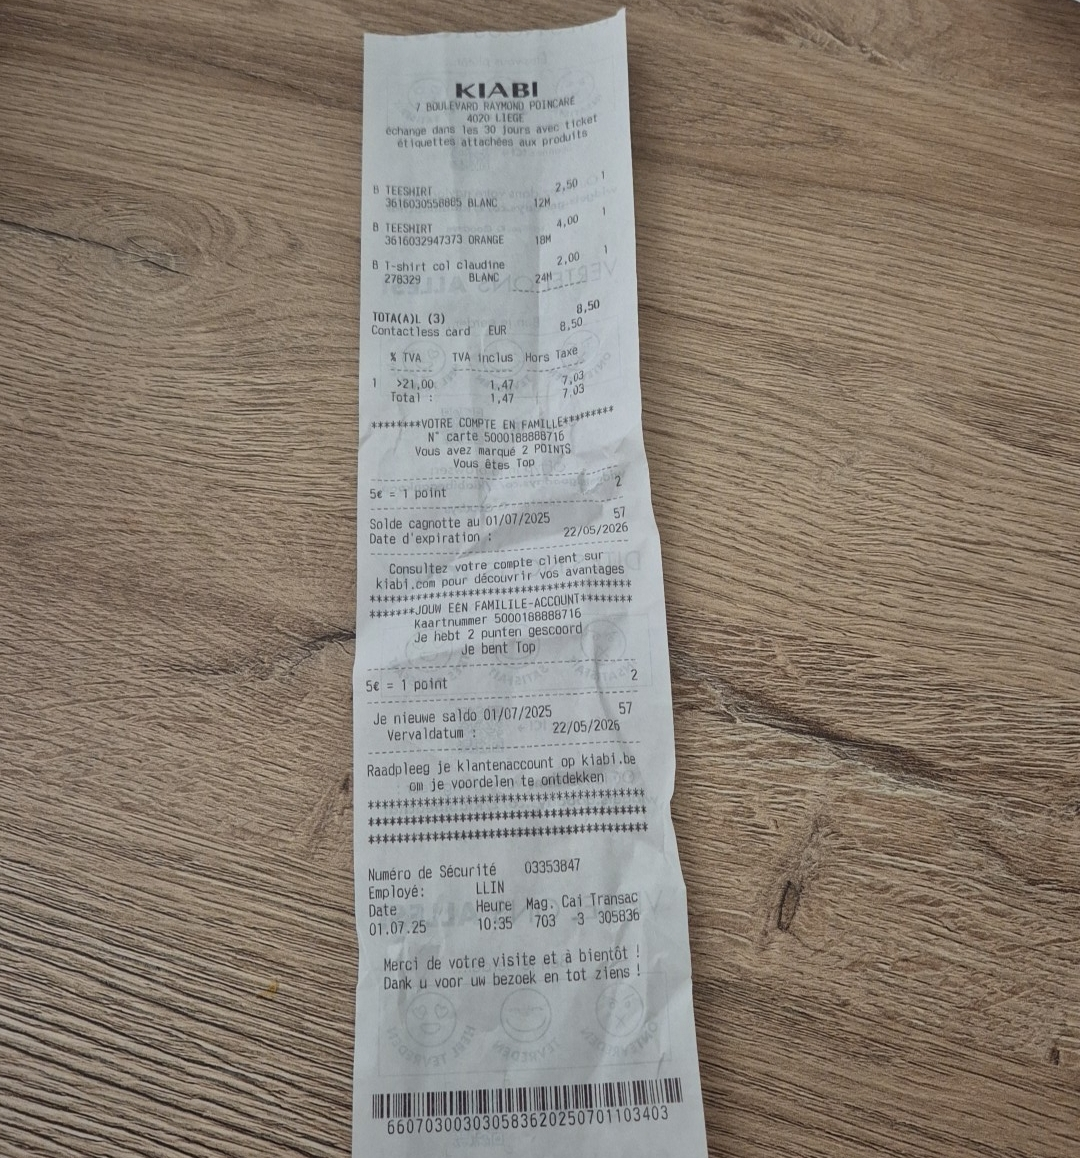 KIABI
7 BOULEVARD RAYMOND POINCARE
4020 LIEGE
échange dans les 30 jours avec ticket
étiquettes attachées aux produits
B TEESHIRT 2,50 1
3616030558805 BLANC 12M
B TEESHIRT 4,00 1
3616032947373 ORANGE 18M
B T-shirt col claudine 2,00 1
278329 BLANC 24M
TOTA(A)L (3) 8,50
Contactless card EUR 8,50
% TVA TVA inclus Hors Taxe
1 >21,00 1,47 7,03
Total : 1,47 7,03
********VOTRE COMPTE EN FAMILLE*********
N° carte 5000188888716
Vous avez marqué 2 POINTS
Vous êtes Top
5€ = 1 point 2
Solde cagnotte au 01/07/2025 57
Date d'expiration : 22/05/2026
Consultez votre compte client sur
kiabi.com pour découvrir vos avantages
****************************************
*******JOUW EEN FAMILILE-ACCOUNT********
Kaartnummer 5000188888716
Je hebt 2 punten gescoord
Je bent Top
5€ = 1 point 2
Je nieuwe saldo 01/07/2025 57
Vervaldatum : 22/05/2026
Raadpleeg je klantenaccount op kiabi.be
om je voordelen te ontdekken
****************************************
****************************************
****************************************
Numéro de Sécurité 03353847
Employé: LLIN
Date Heure Mag. Cai Transac
01.07.25 10:35 703 3 305836
Merci de votre visite et à bientôt !
Dank u voor uw bezoek en tot ziens !
660703003030583620250701103403